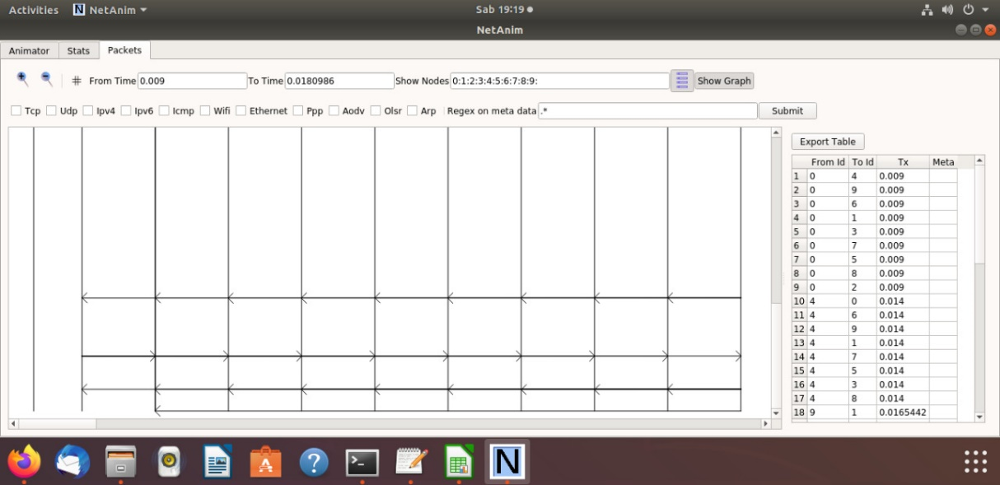 Activities NetAnim Sab 19:19
NetAnim
Animator Stats Packets
# From Time 0.009 To Time 0.0180986 Show Nodes 0:1:2:3:4:5:6:7:8:9: Show Graph
Tcp Udp Ipv4 Ipv6 Icmp Wifi Ethernet Ppp Aodv Olsr Arp Regex on meta data .* Submit
Export Table
From Id To Id Tx Meta
1 0 4 0.009
2 0 9 0.009
3 0 6 0.009
4 0 1 0.009
5 0 3 0.009
6 0 7 0.009
7 0 5 0.009
8 0 8 0.009
9 0 2 0.009
10 4 0 0.014
11 4 6 0.014
12 4 9 0.014
13 4 1 0.014
14 4 7 0.014
15 4 5 0.014
16 4 3 0.014
17 4 8 0.014
18 9 1 0.0165442